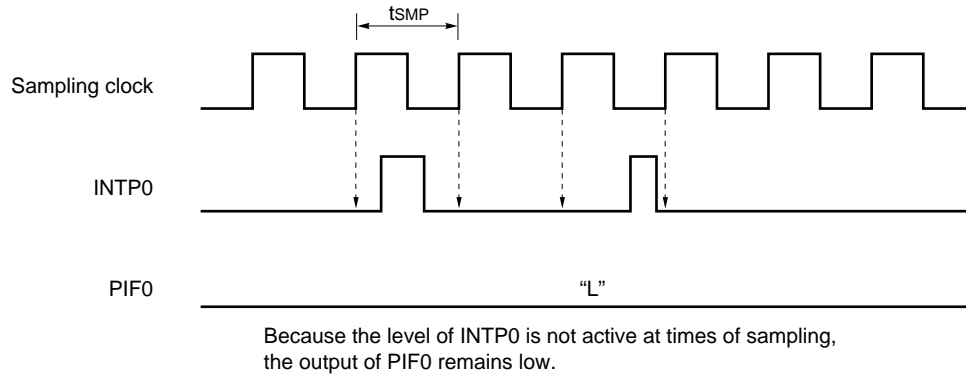 tSMP
Sampling clock
INTP0
PIF0
“L”
Because the level of INTP0 is not active at times of sampling,
the output of PIF0 remains low.